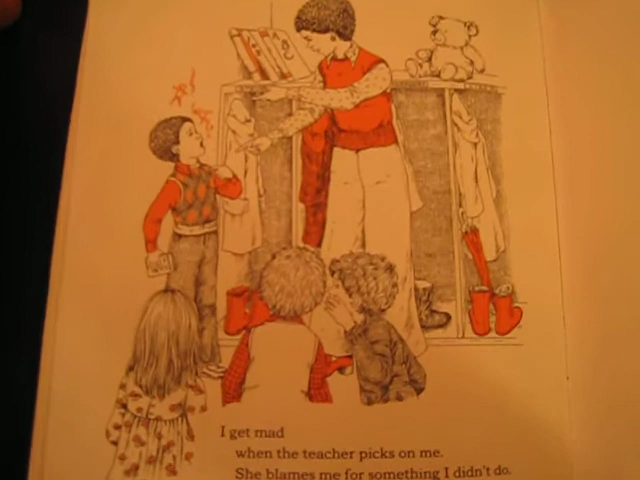 I get mad
when the teacher picks on me.
She blames me for something I didn't do.